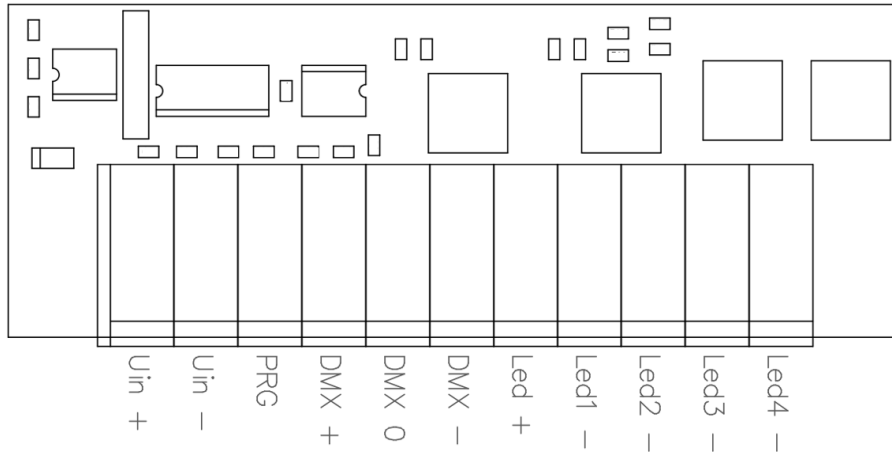 Uin +
Uin -
PRG
DMX +
DMX 0
DMX -
Led +
Led1 -
Led2 -
Led3 -
Led4 -